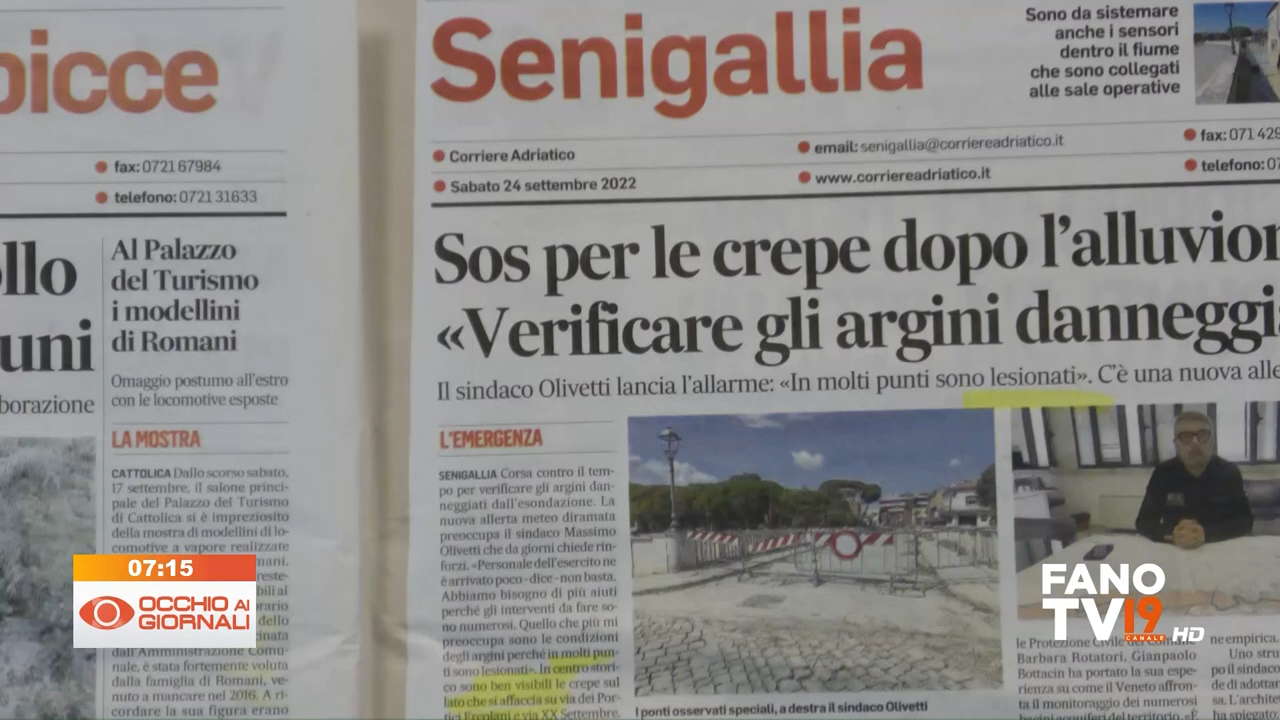 Senigallia
Sono da sistemare
anche i sensori
dentro il fiume
che sono collegati
alle sale operative
fax: 0721 67984
telefono: 0721 31633
Corriere Adriatico
email: senigallia@corriereadriatico.it
fax: 071 429
Sabato 24 settembre 2022
www.corriereadriatico.it
telefono: 07
Al Palazzo
del Turismo
i modellini
di Romani
Omaggio postumo all'estro
con le locomotive esposte
LA MOSTRA
CATTOLICA Dallo scorso sabato,
17 settembre, il salone princi-
pale del Palazzo del Turismo
di Cattolica si è impreziosito
della mostra di modellini di lo-
comotive a vapore realizzate
dall'Amministrazione Comu-
nale, è stata fortemente voluta
dalla famiglia di Romani, ve-
nuto a mancare nel 2016. A ri-
cordare la sua figura erano
Sos per le crepe dopo l'alluvion
«Verificare gli argini danneggi
Il sindaco Olivetti lancia l'allarme: «In molti punti sono lesionati». C'è una nuova alle
L'EMERGENZA
SENIGALLIA Corsa contro il tem-
po per verificare gli argini dan-
neggiati dall'esondazione. La
nuova allerta meteo diramata
preoccupa il sindaco Massimo
Olivetti che da giorni chiede rin-
forzi. «Personale dell'esercito ne
è arrivato poco - dice - non basta.
Abbiamo bisogno di più aiuti
perché gli interventi da fare so-
no numerosi. Quello che più mi
preoccupa sono le condizioni
degli argini perché in molti pun-
ti sono lesionati». In centro stori-
co sono ben visibili le crepe sul
lato che si affaccia su via dei Por-
tici Ercolani e via XX Settembre.
I ponti osservati speciali, a destra il sindaco Olivetti
Barbara Rotatori, Gianpaolo
Bottacin ha portato la sua espe-
rienza su come il Veneto affron-
ta il monitoraggio dei numerosi
ne empirica.
Uno stru
po il sindaco
de di adottar
sa. L'archite
07:15
OCCHIO AI
GIORNALI
FANO
TV19
CANALE HD